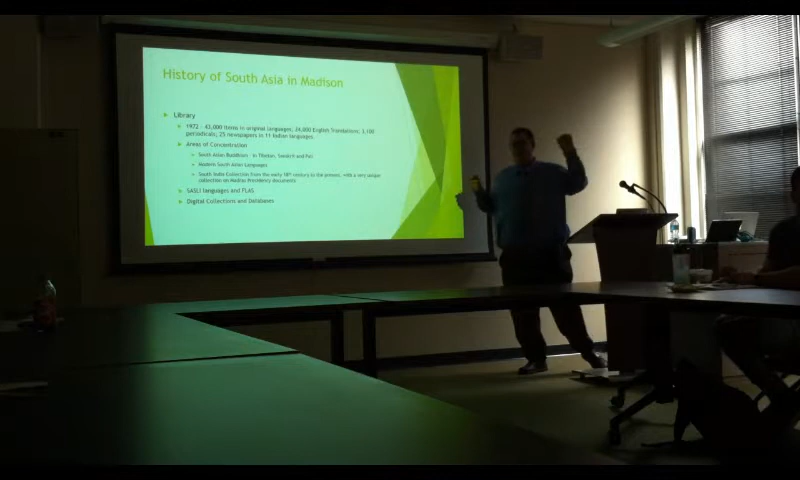 History of South Asia in Madison
Library
1972 - 43,000 items in original languages, 34,000 English Translations; 3,100
periodicals; 25 newspapers in 11 Indian languages
Areas of Concentration
South Asian Buddhism - in Tibetan, Sanskrit and Pali
Modern South Asian Languages
South India Collection from the early 18th century to the present, with a very unique
collection on Madras Presidency documents
SASLI languages and FLAS
Digital Collections and Databases